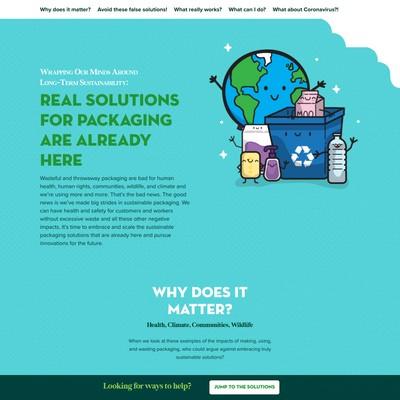 Why does it matter? Avoid these false solutions! What really works? What can I do? What about Coronavirus?!
Wrapping Our Minds Around
Long-Term Sustainability:
REAL SOLUTIONS
FOR PACKAGING
ARE ALREADY
HERE
Wasteful and throwaway packaging are bad for human
health, human rights, communities, wildlife, and climate and
we're using more and more. That's the bad news. The good
news is we've made big strides in sustainable packaging. We
can have health and safety for customers and workers
without excessive waste and all these other negative
impacts. It's time to embrace and scale the sustainable
packaging solutions that are already here and pursue
innovations for the future.
MOO
WHY DOES IT
MATTER?
Health, Climate, Communities, Wildlife
When we look at these examples of the impacts of making, using,
and wasting packaging, who could argue against embracing truly
sustainable solutions?
Looking for ways to help? JUMP TO THE SOLUTIONS